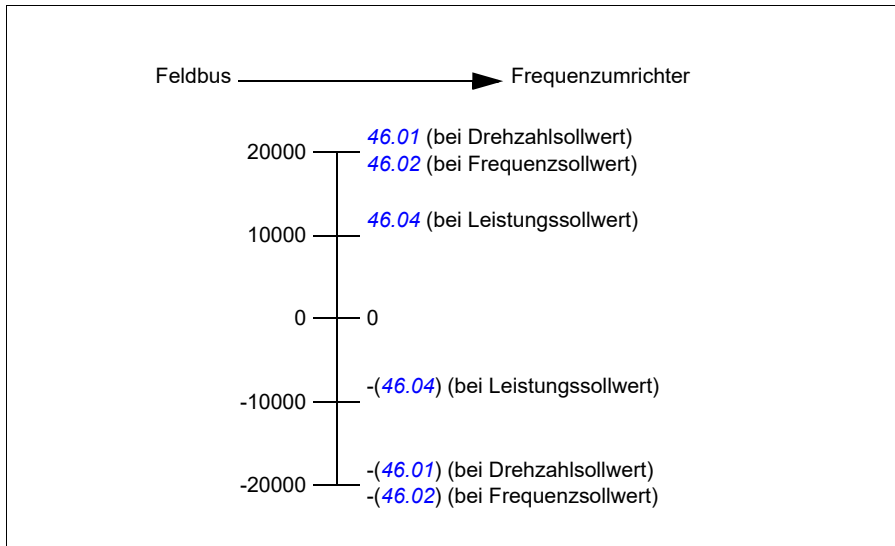 Feldbus Frequenzumrichter
46.01 (bei Drehzahlsollwert)
20000
46.02 (bei Frequenzsollwert)
46.04 (bei Leistungssollwert)
10000
0 0
-(46.04) (bei Leistungssollwert)
-10000
-(46.01) (bei Drehzahlsollwert)
-20000
-(46.02) (bei Frequenzsollwert)